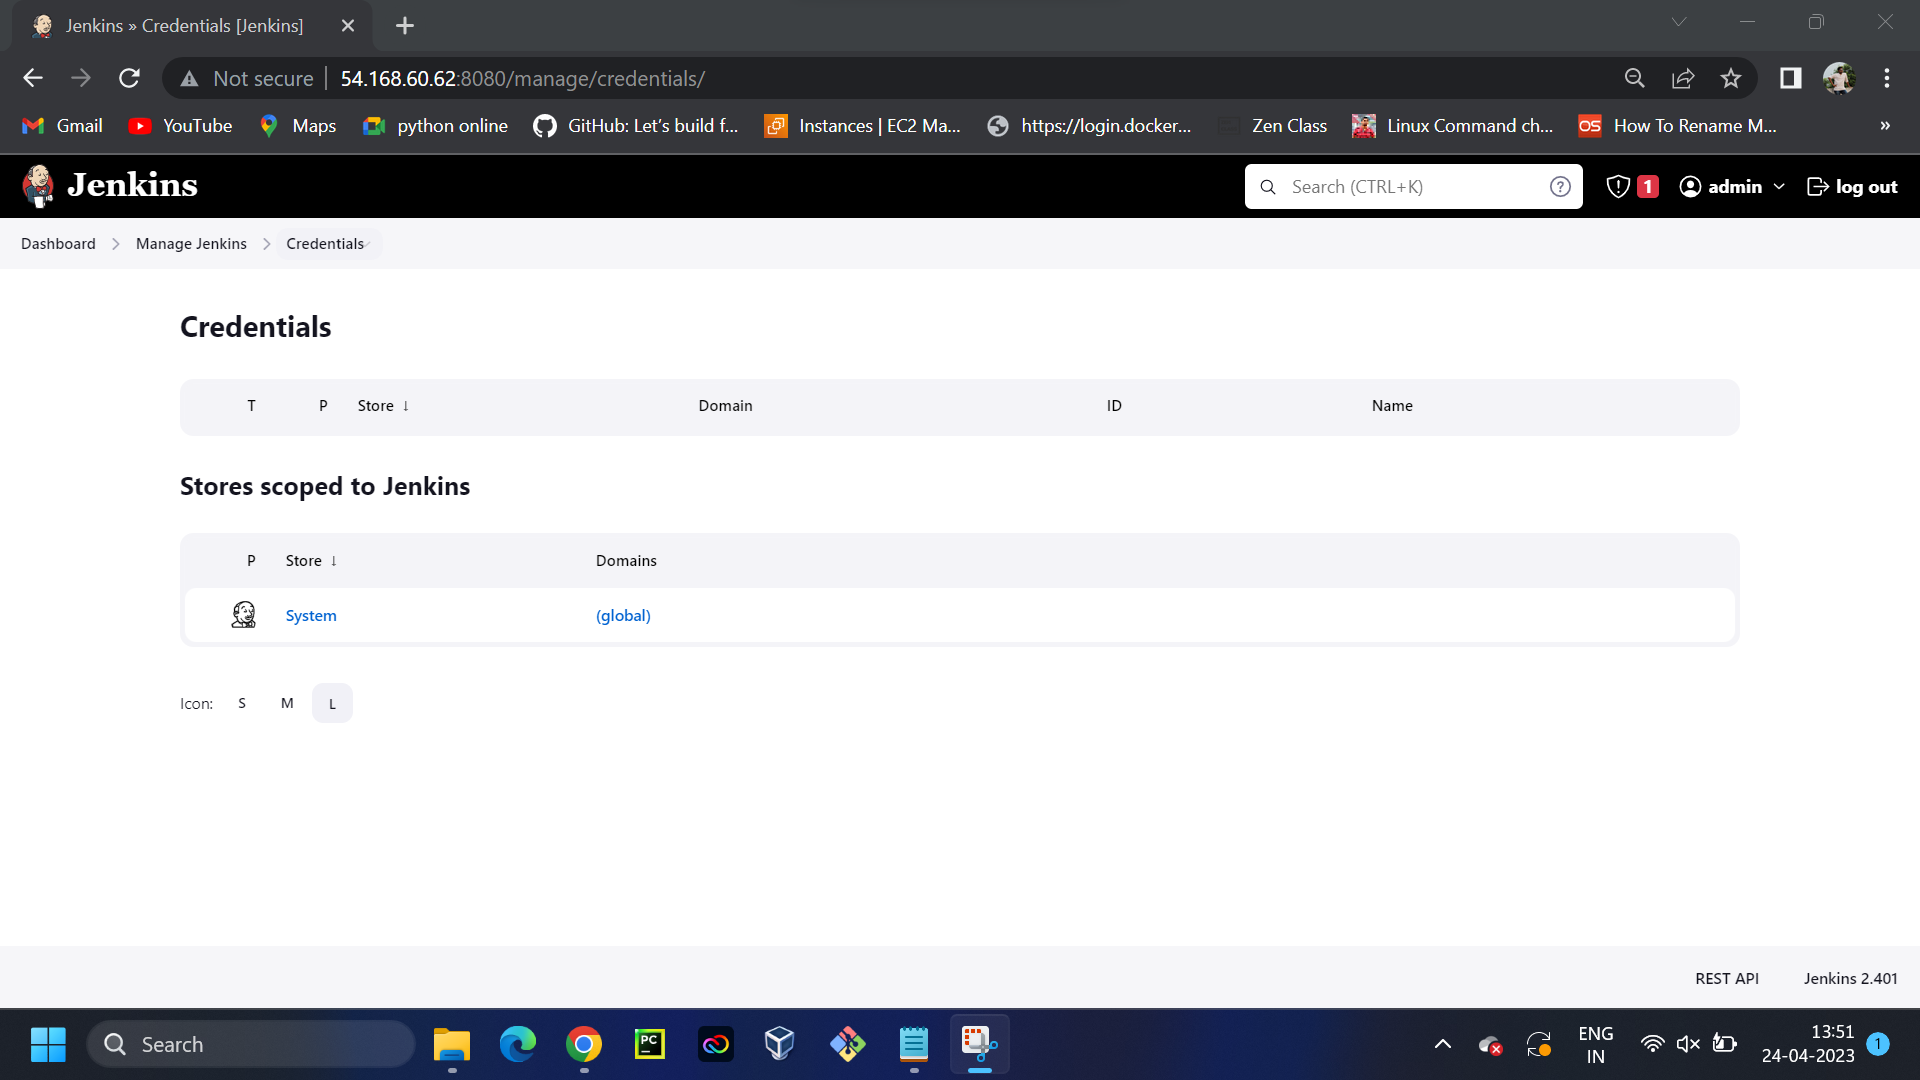 Jenkins » Credentials [Jenkins]
Not secure 54.168.60.62:8080/manage/credentials/
Gmail YouTube Maps python online GitHub: Let's build f... Instances | EC2 Ma... https://login.docker... Zen Class Linux Command ch... OS How To Rename M... »
Jenkins Search (CTRL+K) ? 1 admin log out
Dashboard Manage Jenkins Credentials
Credentials
T P Store ↓ Domain ID Name
Stores scoped to Jenkins
P Store ↓ Domains
System (global)
Icon: S M L
REST API Jenkins 2.401
Search PC ENG IN 13:51 24-04-2023 1